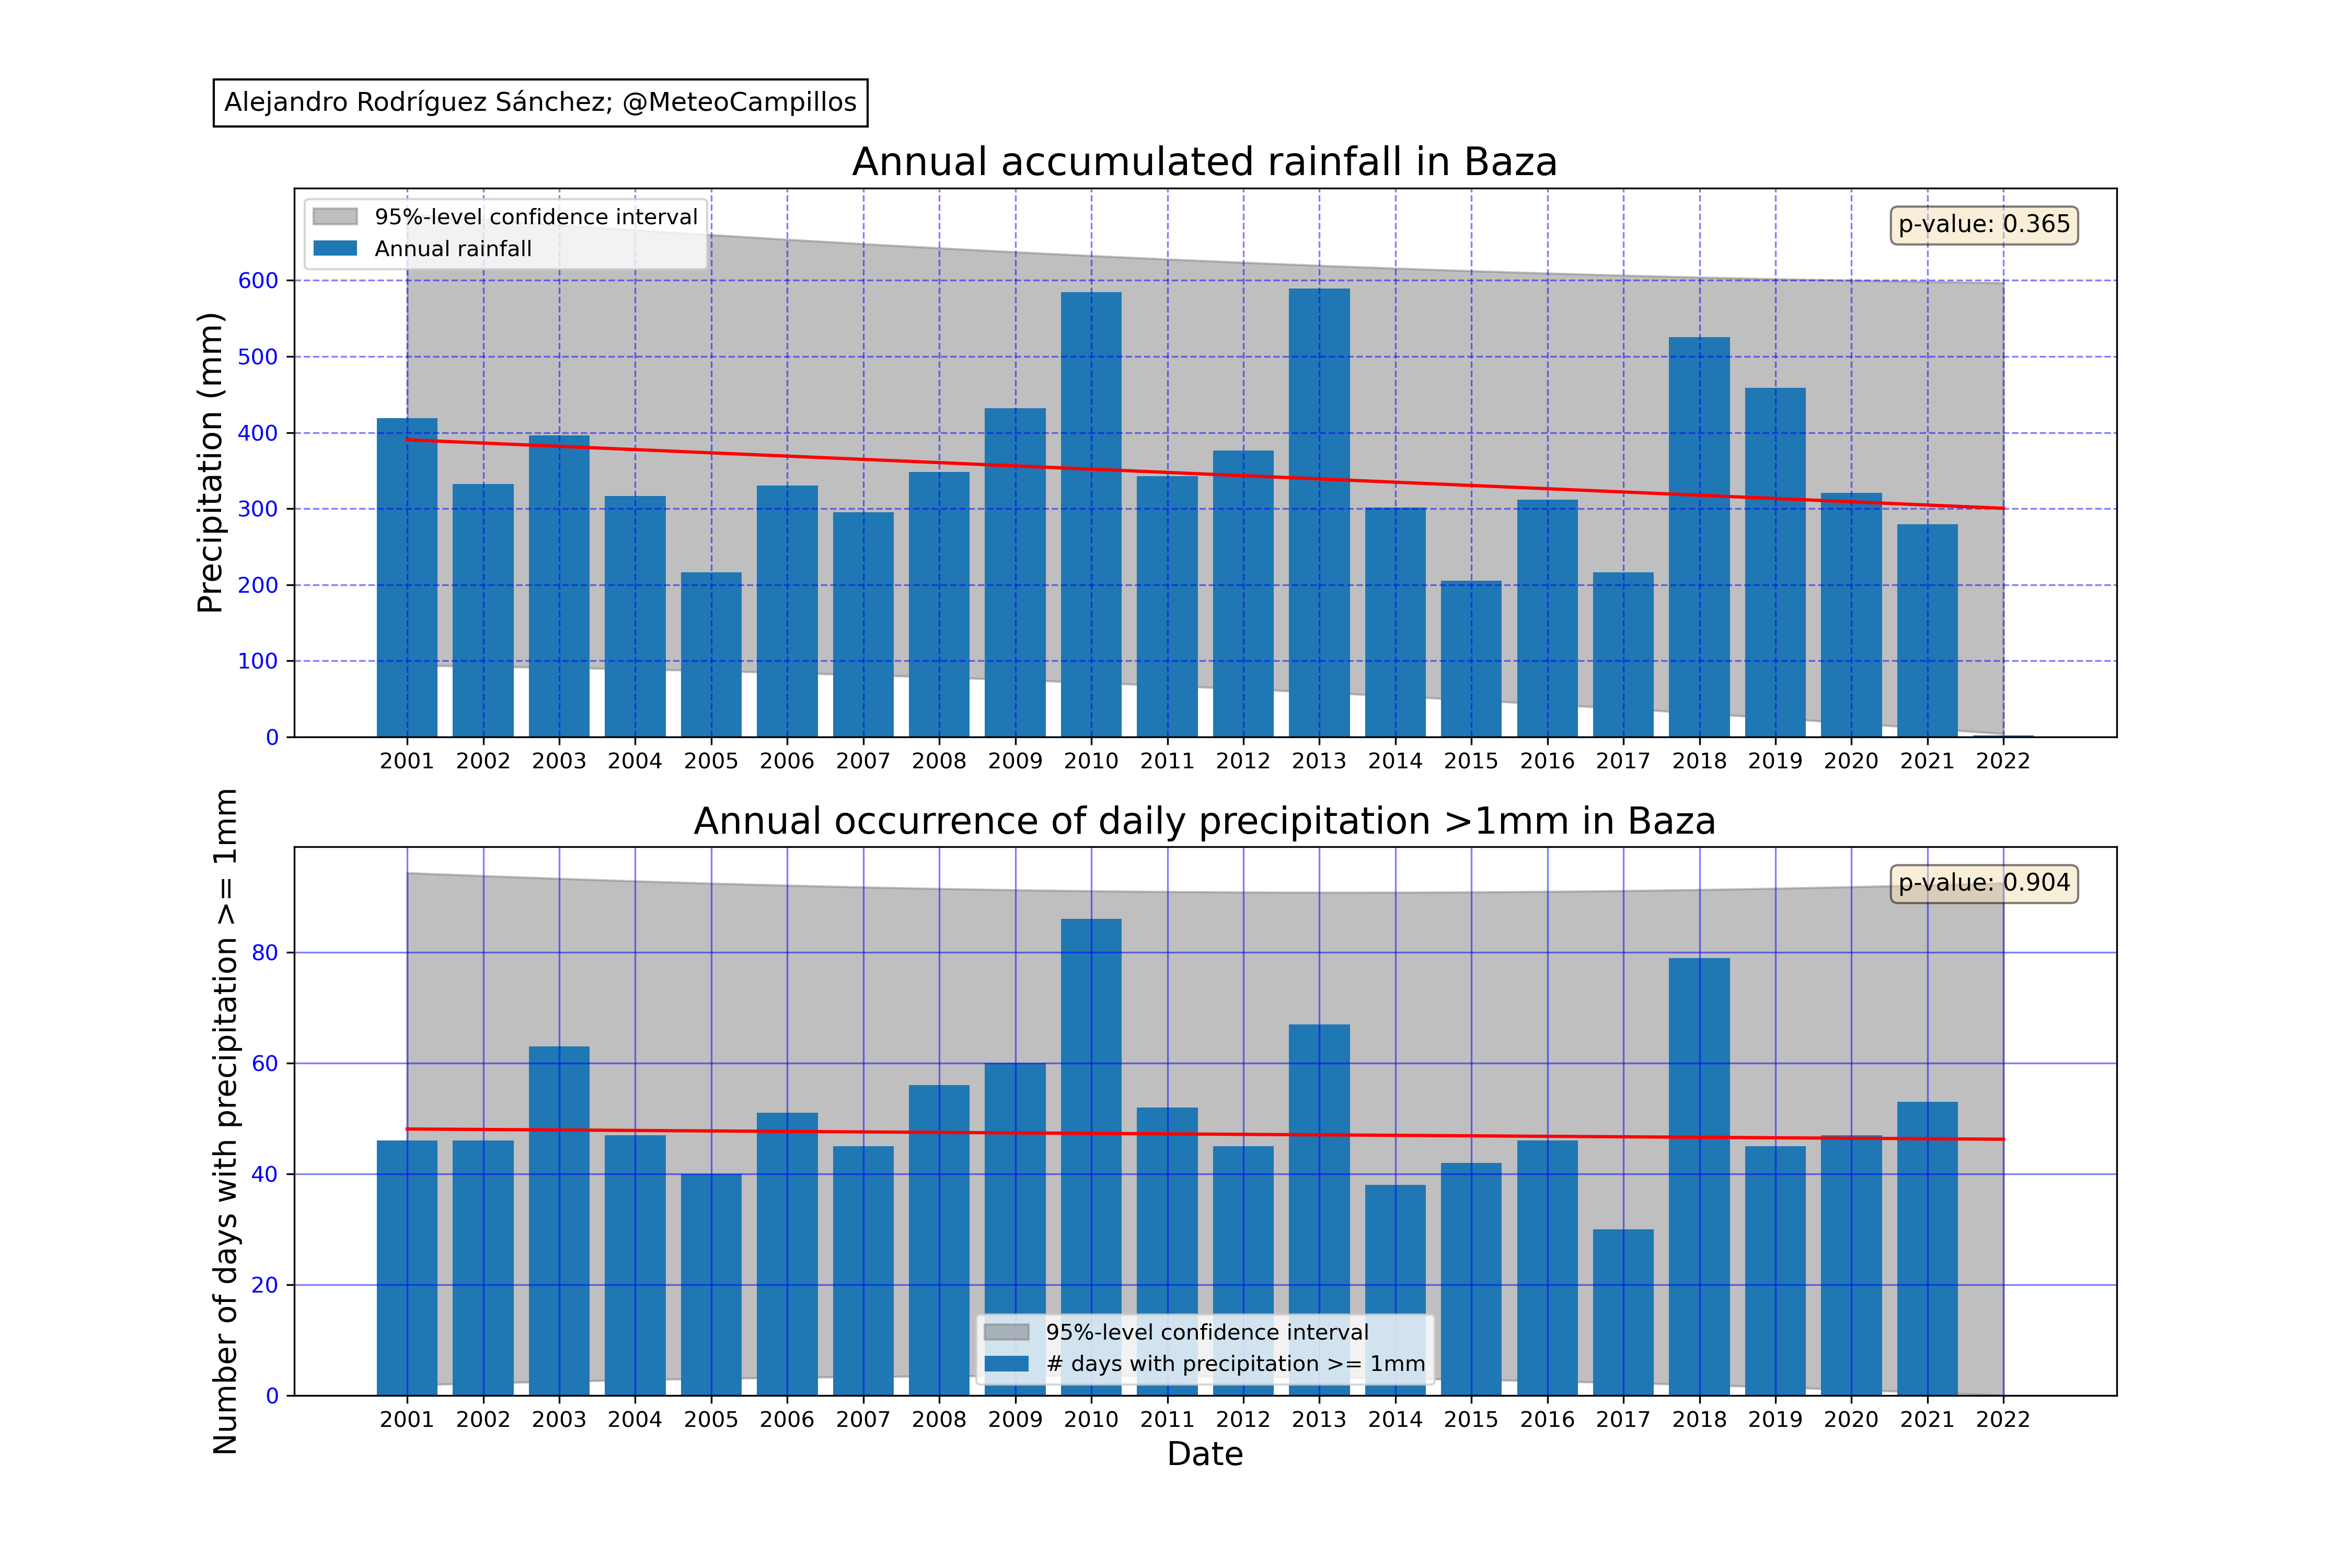 Alejandro Rodríguez Sánchez; @MeteoCampillos
Annual accumulated rainfall in Baza
95%-level confidence interval
Annual rainfall
p-value: 0.365
Precipitation (mm)
600
500
400
300
200
100
0
2001 2002 2003 2004 2005 2006 2007 2008 2009 2010 2011 2012 2013 2014 2015 2016 2017 2018 2019 2020 2021 2022
Annual occurrence of daily precipitation >1mm in Baza
p-value: 0.904
Number of days with precipitation >= 1mm
80
60
40
20
0
95%-level confidence interval
# days with precipitation >= 1mm
2001 2002 2003 2004 2005 2006 2007 2008 2009 2010 2011 2012 2013 2014 2015 2016 2017 2018 2019 2020 2021 2022
Date